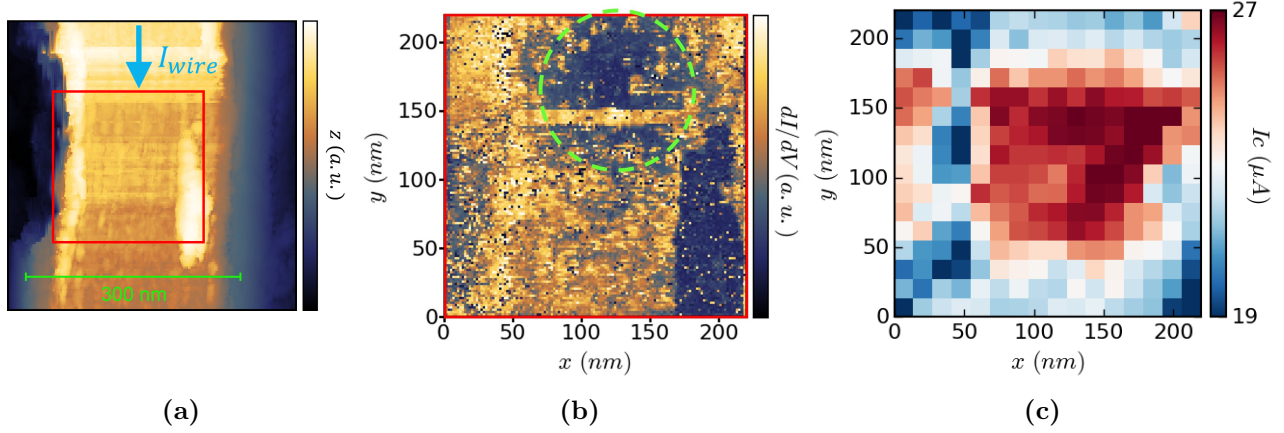 I_wire
300 nm
z (a.u.)
200
150
100
50
0
y (nm)
0 50 100 150 200
x (nm)
dI/dV (a.u.)
200
150
100
50
0
y (nm)
0 50 100 150 200
x (nm)
27
19
Ic (μA)
(a)
(b)
(c)